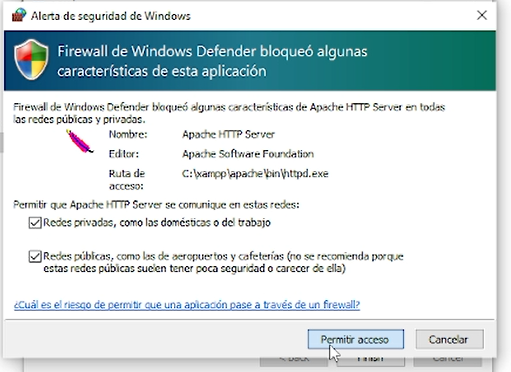 Alerta de seguridad de Windows
Firewall de Windows Defender bloqueó algunas
características de esta aplicación
Firewall de Windows Defender bloqueó algunas características de Apache HTTP Server en todas
las redes públicas y privadas.
Nombre: Apache HTTP Server
Editor: Apache Software Foundation
Ruta de acceso: C:\xampp\apache\bin\httpd.exe
Permitir que Apache HTTP Server se comunique en estas redes:
Redes privadas, como las domésticas o del trabajo
Redes públicas, como las de aeropuertos y cafeterías (no se recomienda porque
estas redes públicas suelen tener poca seguridad o carecer de ella)
¿Cuál es el riesgo de permitir que una aplicación pase a través de un firewall?
Permitir acceso Cancelar
< Back Finish Cancel